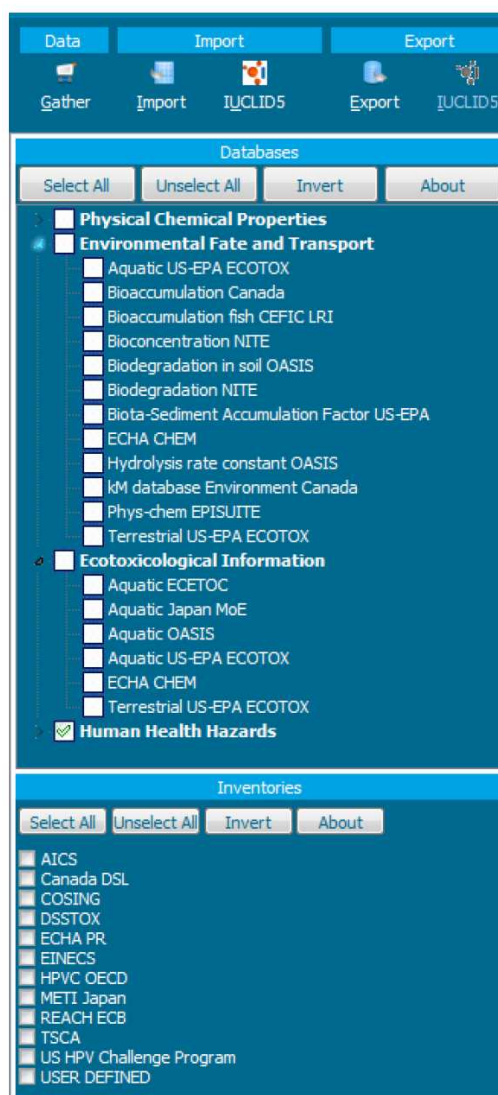 Data Import Export
Gather Import IUCLID5 Export IUCLID5
Databases
Select All Unselect All Invert About
Physical Chemical Properties
Environmental Fate and Transport
Aquatic US-EPA ECOTOX
Bioaccumulation Canada
Bioaccumulation fish CEFIC LRI
Bioconcentration NITE
Biodegradation in soil OASIS
Biodegradation NITE
Biota-Sediment Accumulation Factor US-EPA
ECHA CHEM
Hydrolysis rate constant OASIS
kM database Environment Canada
Phys-chem EPISUITE
Terrestrial US-EPA ECOTOX
Ecotoxicological Information
Aquatic ECETOC
Aquatic Japan MoE
Aquatic OASIS
Aquatic US-EPA ECOTOX
ECHA CHEM
Terrestrial US-EPA ECOTOX
Human Health Hazards
Inventories
Select All Unselect All Invert About
AICS
Canada DSL
COSING
DSSTOX
ECHA PR
EINECS
HPVC OECD
METI Japan
REACH ECB
TSCA
US HPV Challenge Program
USER DEFINED